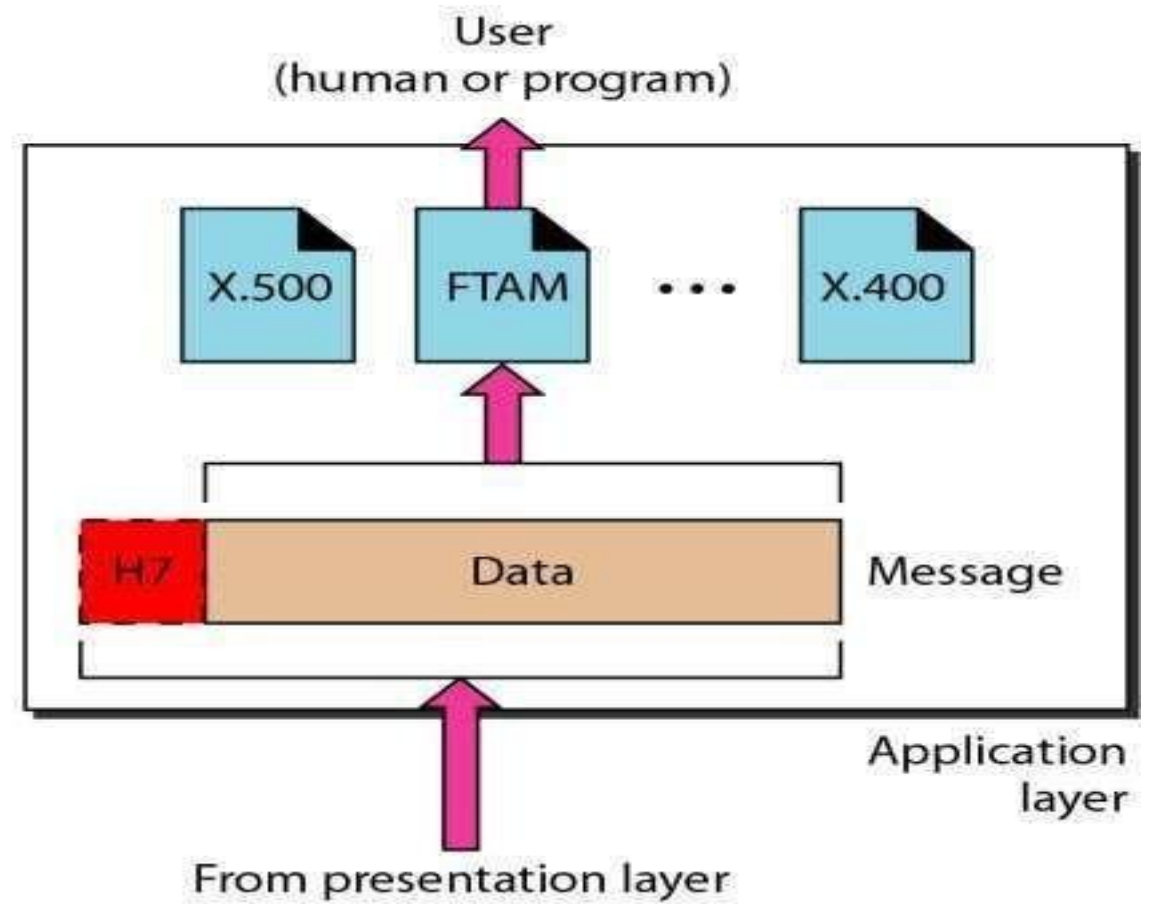 User
(human or program)
X.500 FTAM ... X.400
H7 Data Message
Application
layer
From presentation layer